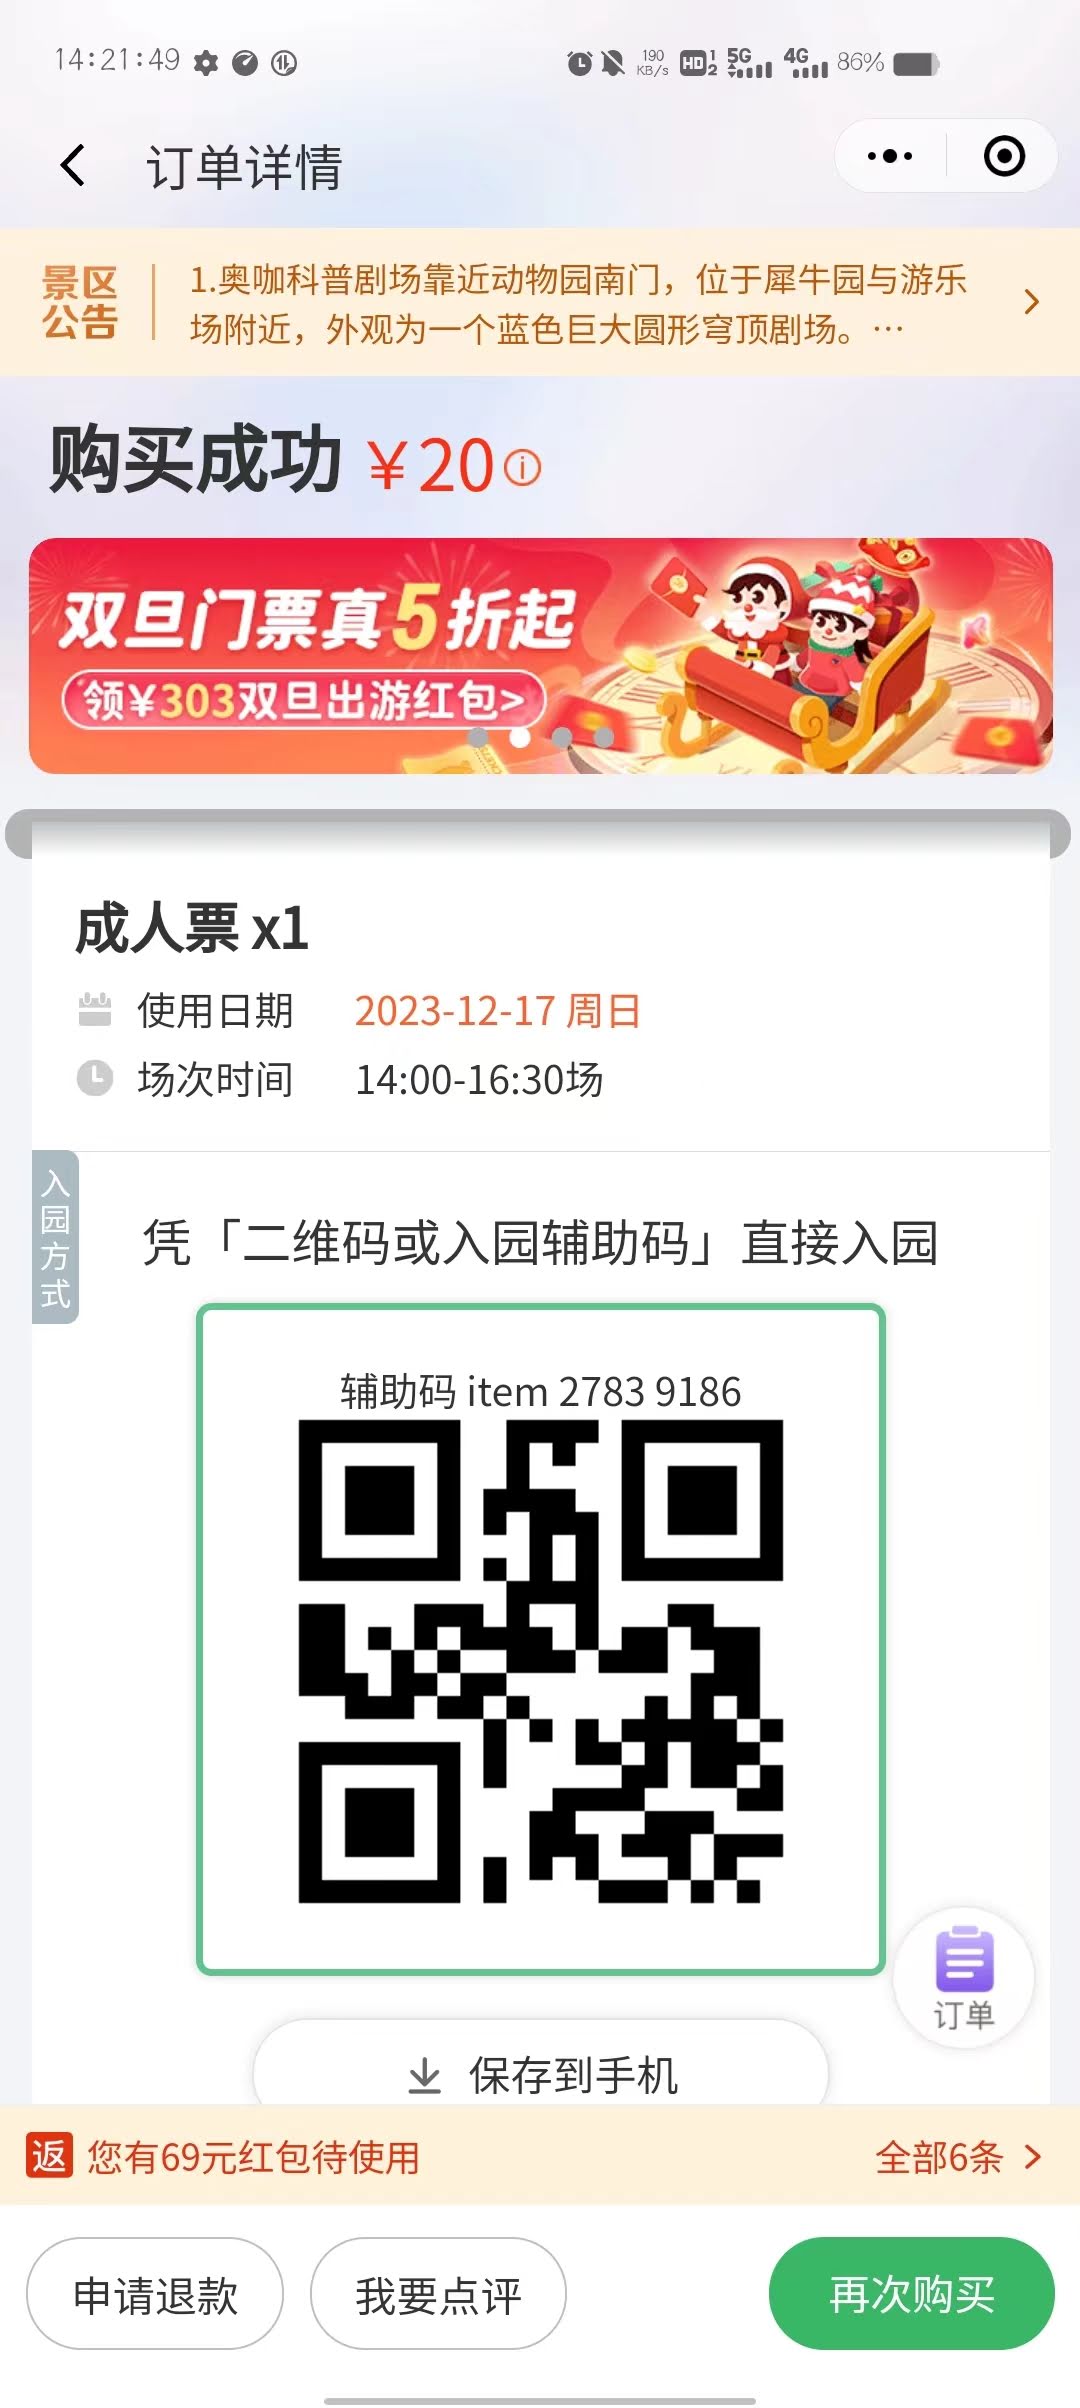 14:21:49
190 KB/s HD 1 2 5G 4G 86%
订单详情
景区公告
1.奥咖科普剧场靠近动物园南门，位于犀牛园与游乐
场附近，外观为一个蓝色巨大圆形穹顶剧场。…
购买成功 ￥20
双旦门票真5折起
领¥303双旦出游红包>
成人票 x1
使用日期 2023-12-17 周日
场次时间 14:00-16:30场
入园方式
凭「二维码或入园辅助码」直接入园
辅助码 item 2783 9186
订单
保存到手机
返 您有69元红包待使用 全部6条
申请退款 我要点评 再次购买